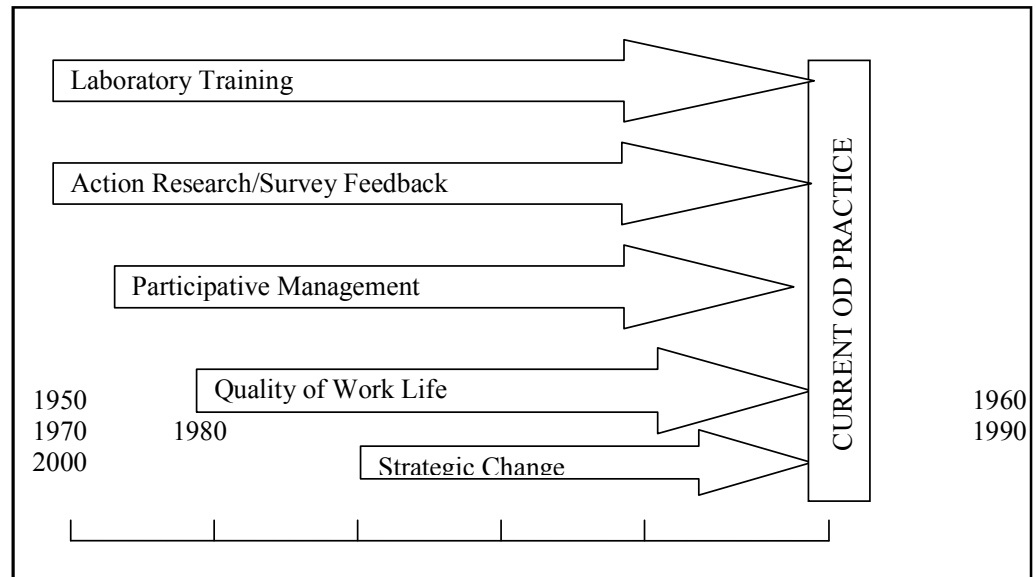 Laboratory Training
Action Research/Survey Feedback
Participative Management
Quality of Work Life
Strategic Change
CURRENT OD PRACTICE
1950 1960
1970 1980 1990
2000